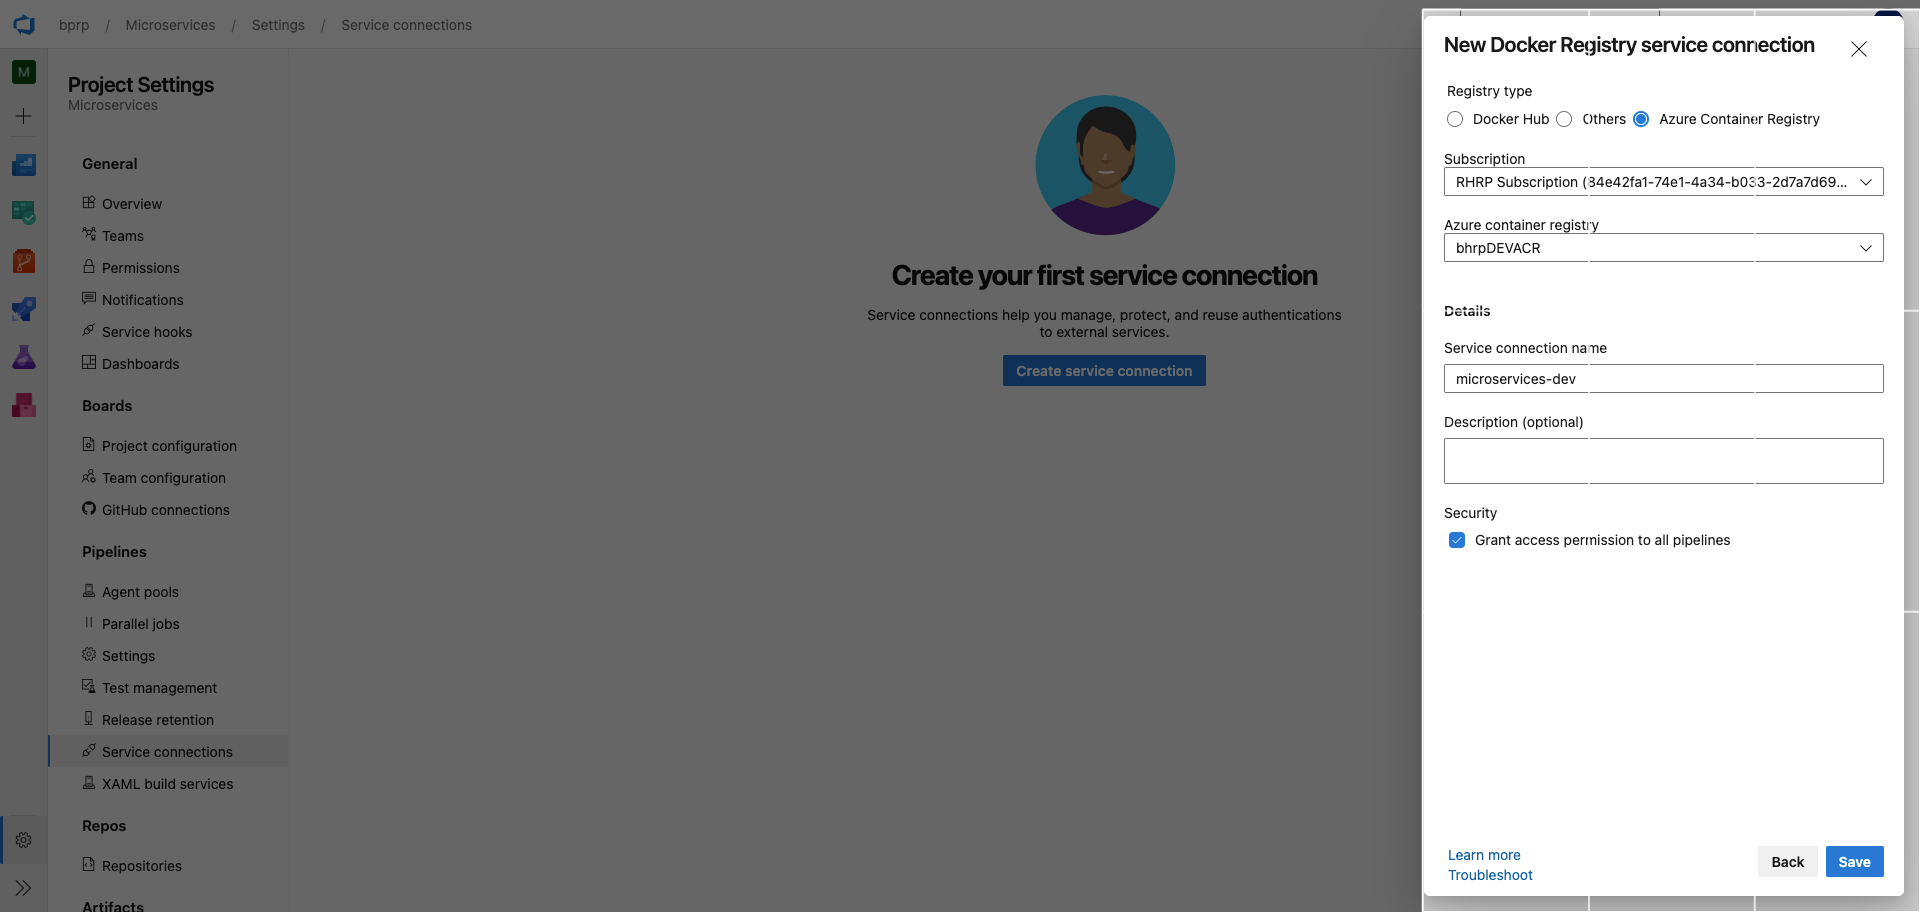 bprp / Microservices / Settings / Service connections
M
Project Settings
Microservices
General
Overview
Teams
Permissions
Notifications
Service hooks
Dashboards
Boards
Project configuration
Team configuration
GitHub connections
Pipelines
Agent pools
Parallel jobs
Settings
Test management
Release retention
Service connections
XAML build services
Repos
Repositories
Artifacts
Create your first service connection
Service connections help you manage, protect, and reuse authentications
to external services.
Create service connection
New Docker Registry service connection
Registry type
Docker Hub Others Azure Container Registry
Subscription
RHRP Subscription (84e42fa1-74e1-4a34-b033-2d7a7d69...
Azure container registry
bhrpDEVACR
Details
Service connection name
microservices-dev
Description (optional)
Security
Grant access permission to all pipelines
Learn more
Troubleshoot
Back
Save